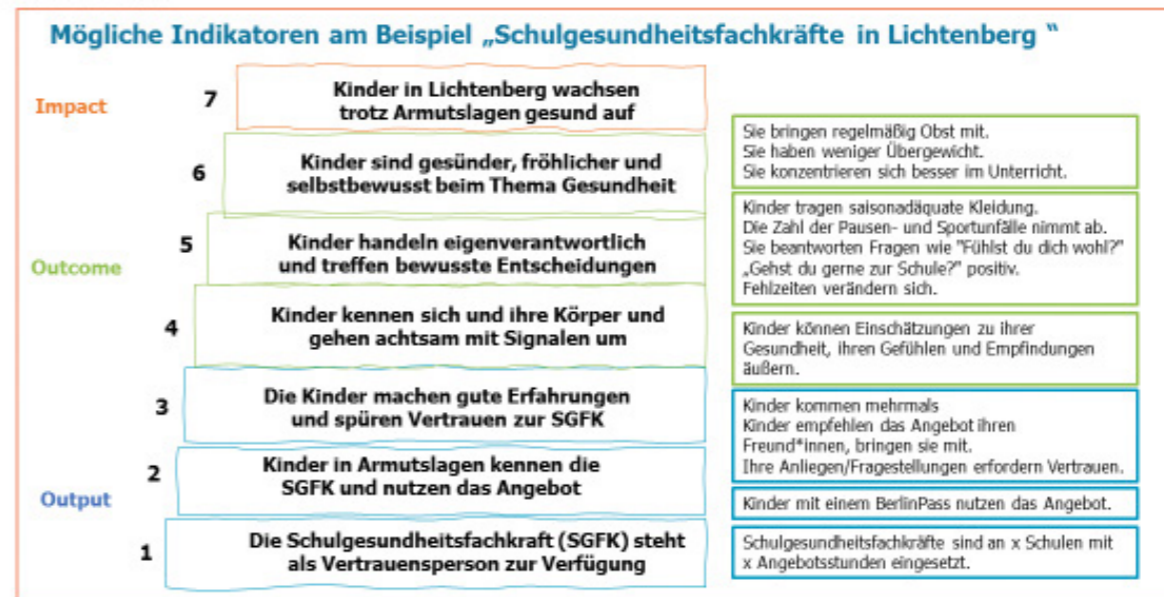 Mögliche Indikatoren am Beispiel „Schulgesundheitsfachkräfte in Lichtenberg “
Impact
7
Kinder in Lichtenberg wachsen
trotz Armutslagen gesund auf
6
Kinder sind gesünder, fröhlicher und
selbstbewusst beim Thema Gesundheit
Sie bringen regelmäßig Obst mit.
Sie haben weniger Übergewicht.
Sie konzentrieren sich besser im Unterricht.
Outcome
5
Kinder handeln eigenverantwortlich
und treffen bewusste Entscheidungen
Kinder tragen saisonadäquate Kleidung.
Die Zahl der Pausen- und Sportunfälle nimmt ab.
Sie beantworten Fragen wie "Fühlst du dich wohl?"
„Gehst du gerne zur Schule?" positiv.
Fehlzeiten verändern sich.
4
Kinder kennen sich und ihre Körper und
gehen achtsam mit Signalen um
Kinder können Einschätzungen zu ihrer
Gesundheit, ihren Gefühlen und Empfindungen
äußern.
3
Die Kinder machen gute Erfahrungen
und spüren Vertrauen zur SGFK
Kinder kommen mehrmals
Kinder empfehlen das Angebot ihren
Freund*innen, bringen sie mit.
Ihre Anliegen/Fragestellungen erfordern Vertrauen.
Output
2
Kinder in Armutslagen kennen die
SGFK und nutzen das Angebot
Kinder mit einem BerlinPass nutzen das Angebot.
1
Die Schulgesundheitsfachkraft (SGFK) steht
als Vertrauensperson zur Verfügung
Schulgesundheitsfachkräfte sind an x Schulen mit
x Angebotsstunden eingesetzt.